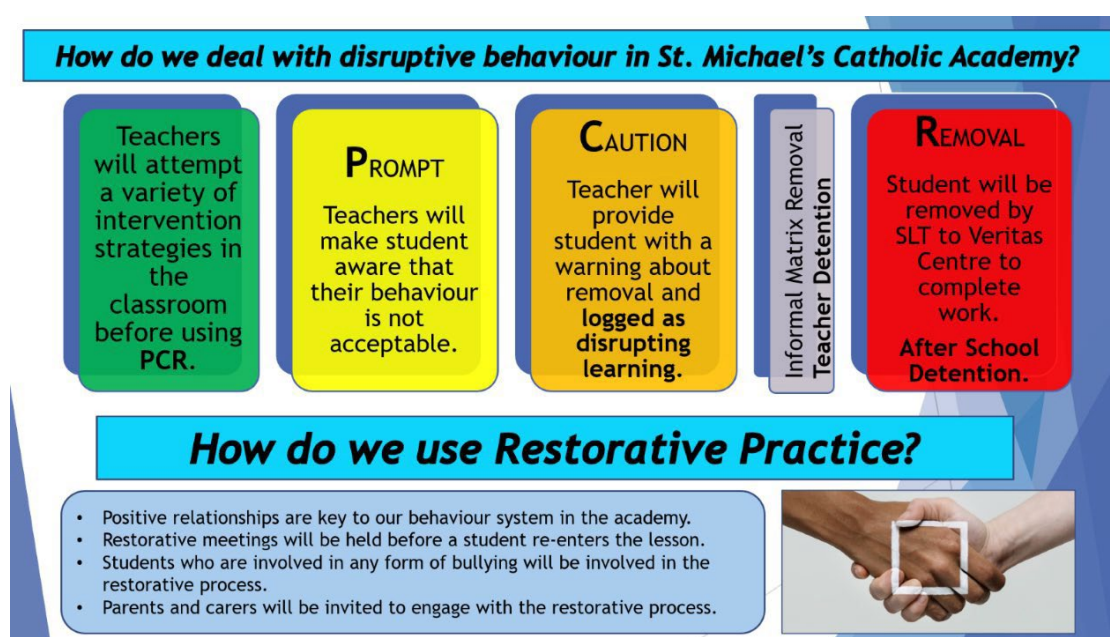 How do we deal with disruptive behaviour in St. Michael's Catholic Academy?
Teachers
will attempt
a variety of
intervention
strategies in
the
classroom
before using
PCR.
PROMPT
Teachers will
make student
aware that
their behaviour
is not
acceptable.
CAUTION
Teacher will
provide
student with a
warning about
removal and
logged as
disrupting
learning.
Informal Matrix Removal
Teacher Detention
REMOVAL
Student will be
removed by
SLT to Veritas
Centre to
complete
work.
After School
Detention.
How do we use Restorative Practice?
• Positive relationships are key to our behaviour system in the academy.
• Restorative meetings will be held before a student re-enters the lesson.
• Students who are involved in any form of bullying will be involved in the
restorative process.
• Parents and carers will be invited to engage with the restorative process.